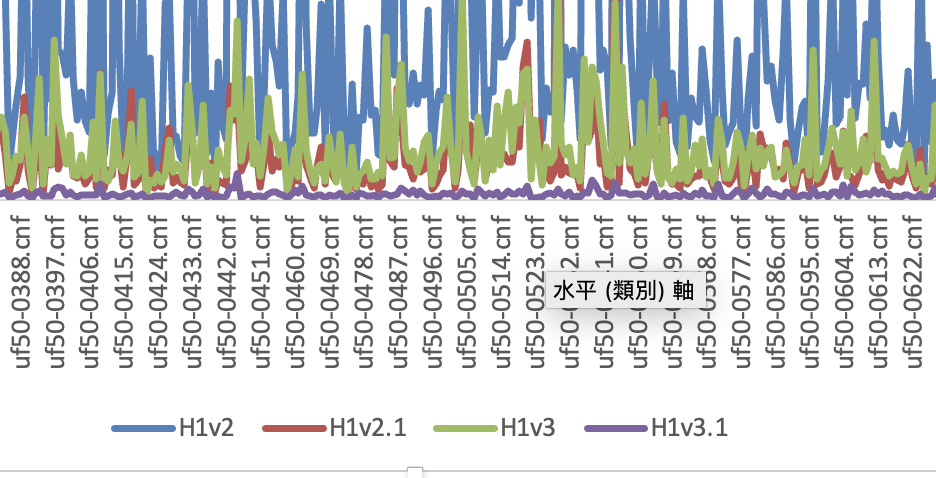 uf50-0388.cnf
uf50-0397.cnf
uf50-0406.cnf
uf50-0415.cnf
uf50-0424.cnf
uf50-0433.cnf
uf50-0442.cnf
uf50-0451.cnf
uf50-0460.cnf
uf50-0469.cnf
uf50-0478.cnf
uf50-0487.cnf
uf50-0496.cnf
uf50-0505.cnf
uf50-0514.cnf
uf50-0523.cnf
uf50-0577.cnf
uf50-0586.cnf
uf50-0595.cnf
uf50-0604.cnf
uf50-0613.cnf
uf50-0622.cnf
水平 (類別) 軸
H1v2 H1v2.1 H1v3 H1v3.1